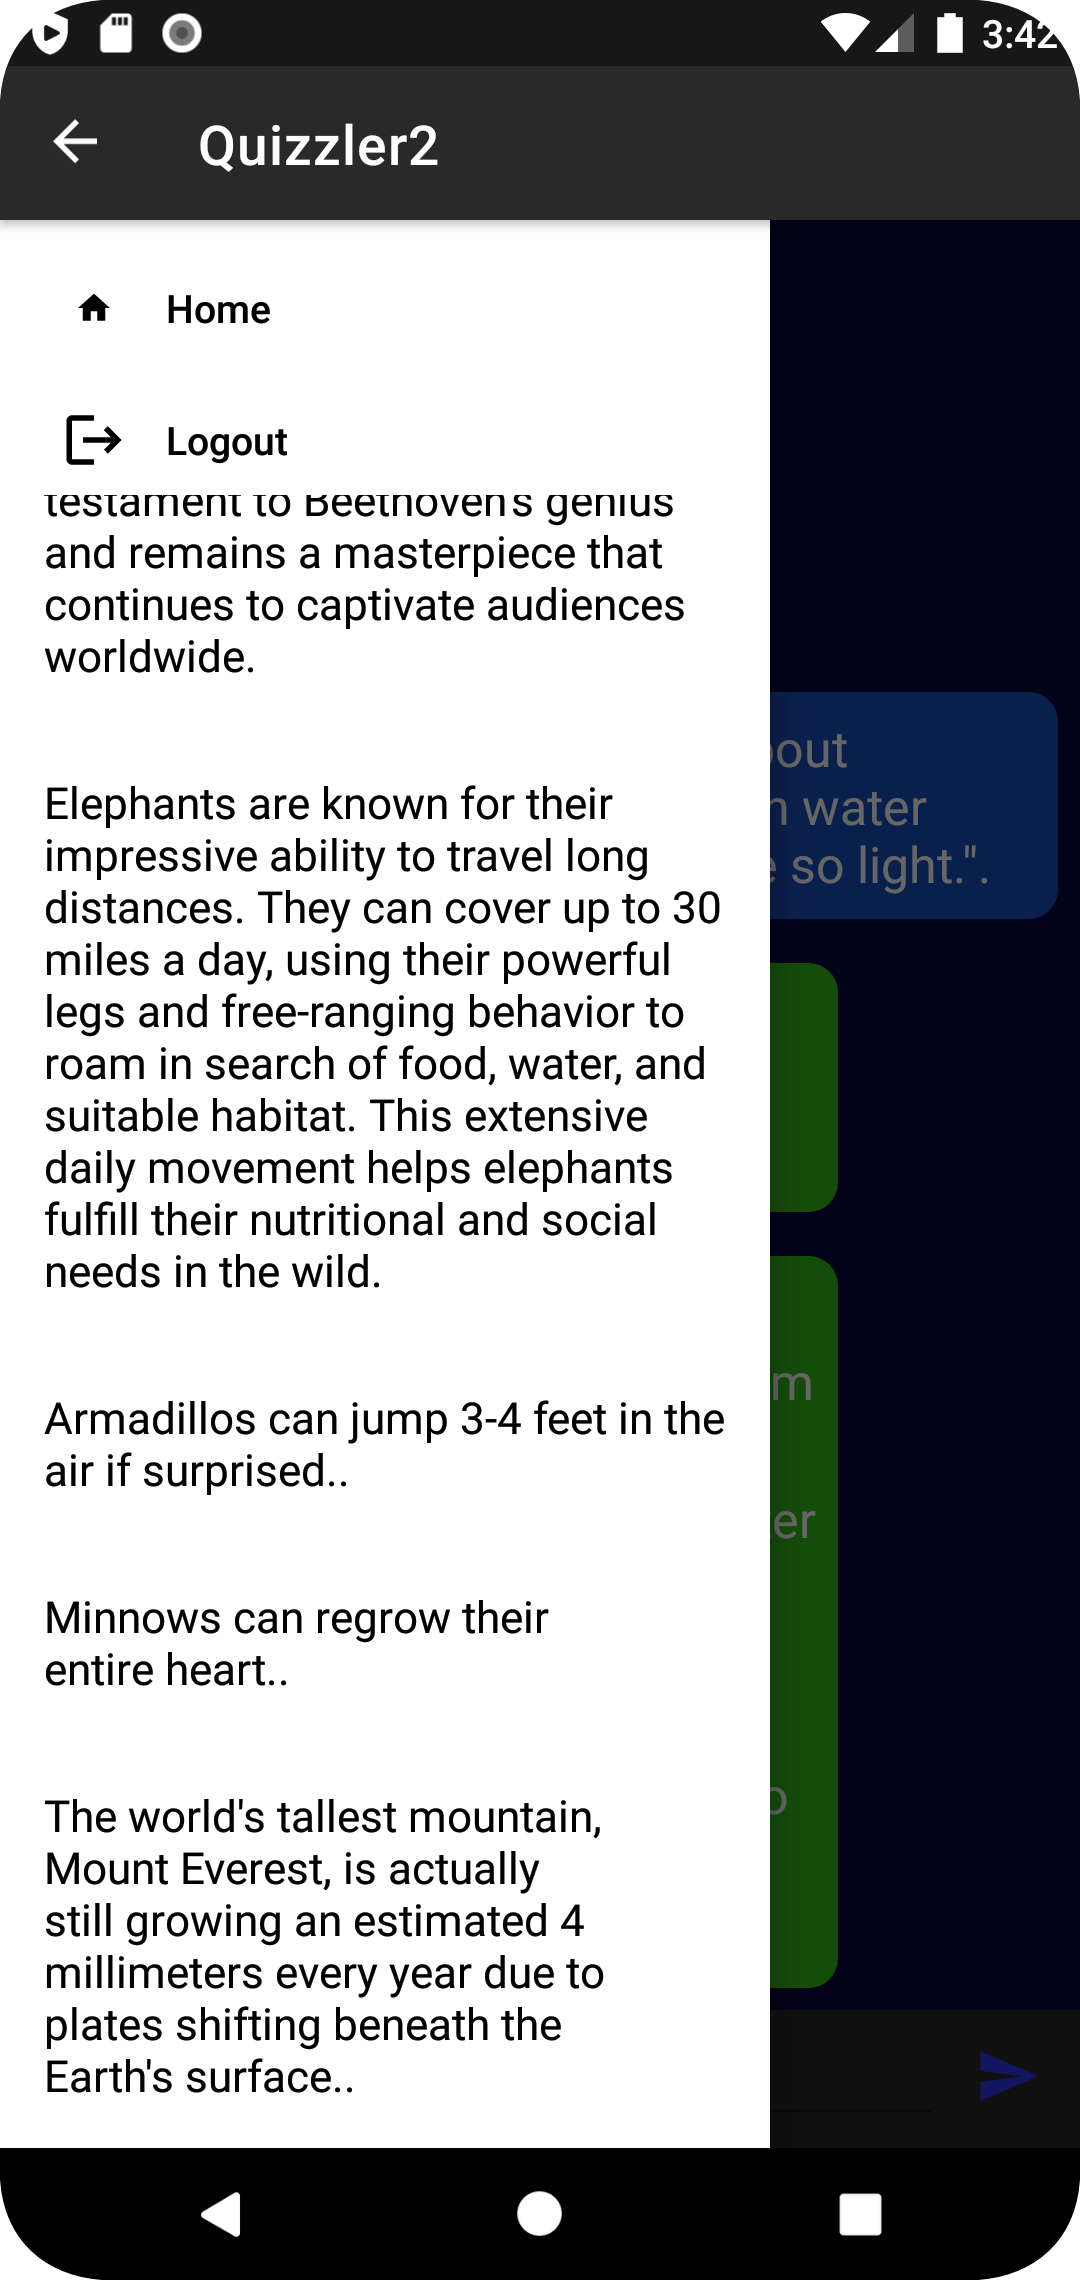 3:42
Quizzler2
Home
Logout
testament to Beethoven's genius
and remains a masterpiece that
continues to captivate audiences
worldwide.
Elephants are known for their
impressive ability to travel long
distances. They can cover up to 30
miles a day, using their powerful
legs and free-ranging behavior to
roam in search of food, water, and
suitable habitat. This extensive
daily movement helps elephants
fulfill their nutritional and social
needs in the wild.
Armadillos can jump 3-4 feet in the
air if surprised..
Minnows can regrow their
entire heart..
The world's tallest mountain,
Mount Everest, is actually
still growing an estimated 4
millimeters every year due to
plates shifting beneath the
Earth's surface..
water
so light.".